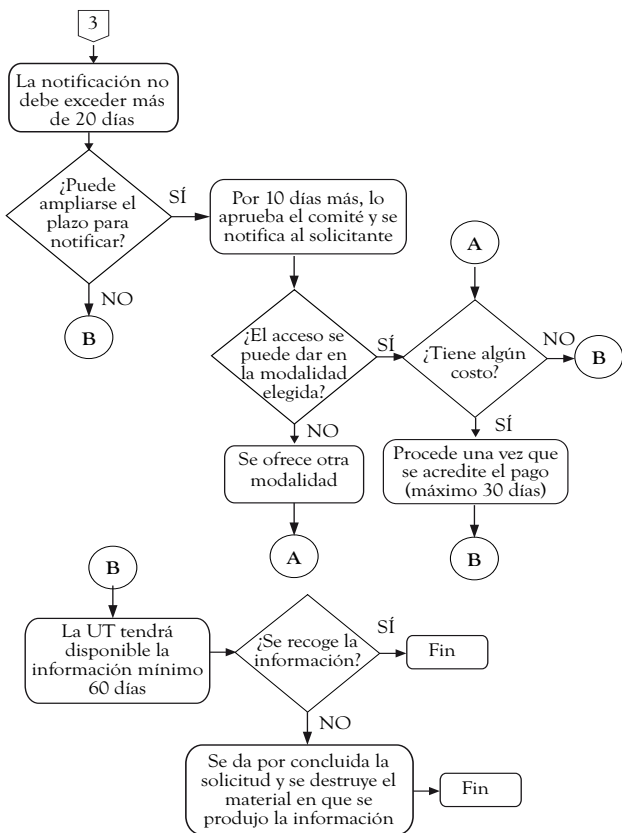 3
La notificación no
debe exceder más
de 20 días
¿Puede
ampliarse el
plazo para
notificar?
SÍ
NO
B
Por 10 días más, lo
aprueba el comité y se
notifica al solicitante
¿El acceso se
puede dar en
la modalidad
elegida?
SÍ
NO
Se ofrece otra
modalidad
A
A
¿Tiene algún
costo?
NO
B
SÍ
Procede una vez que
se acredite el pago
(máximo 30 días)
B
B
La UT tendrá
disponible la
información mínimo
60 días
¿Se recoge la
información?
SÍ
Fin
NO
Se da por concluida la
solicitud y se destruye el
material en que se
produjo la información
Fin